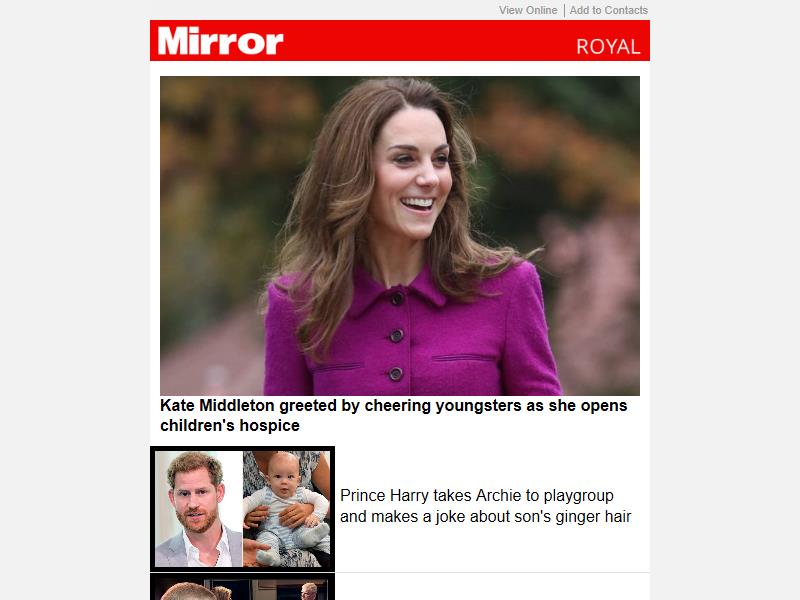 View Online | Add to Contacts
Mirror ROYAL
Kate Middleton greeted by cheering youngsters as she opens
children's hospice
Prince Harry takes Archie to playgroup
and makes a joke about son's ginger hair